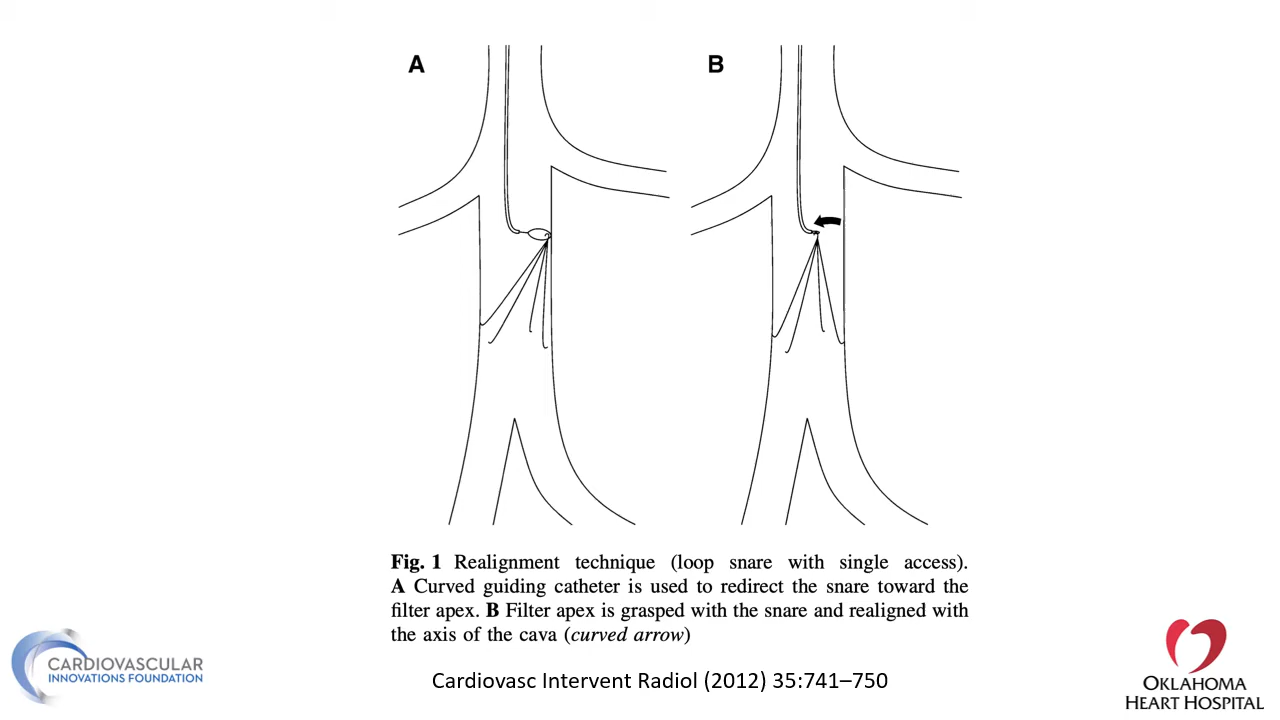 A
B
Fig. 1 Realignment technique (loop snare with single access).
A Curved guiding catheter is used to redirect the snare toward the
filter apex. B Filter apex is grasped with the snare and realigned with
the axis of the cava (curved arrow)
Cardiovasc Intervent Radiol (2012) 35:741–750
CARDIOVASCULAR
INNOVATIONS FOUNDATION
OKLAHOMA
HEART HOSPITAL